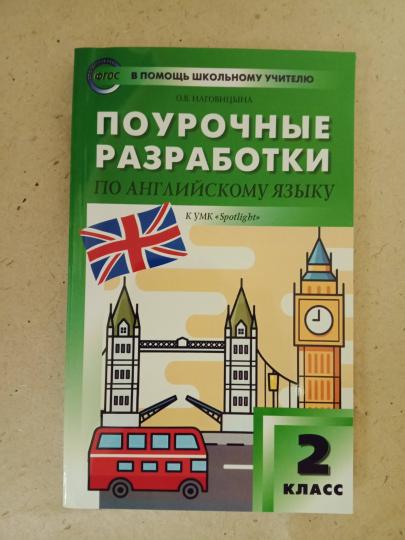 ФГОС
В ПОМОЩЬ ШКОЛЬНОМУ УЧИТЕЛЮ
О.В. НАГОВИЦЫНА
ПОУРОЧНЫЕ
РАЗРАБОТКИ
ПО АНГЛИЙСКОМУ ЯЗЫКУ
К УМК «Spotlight»
2
КЛАСС